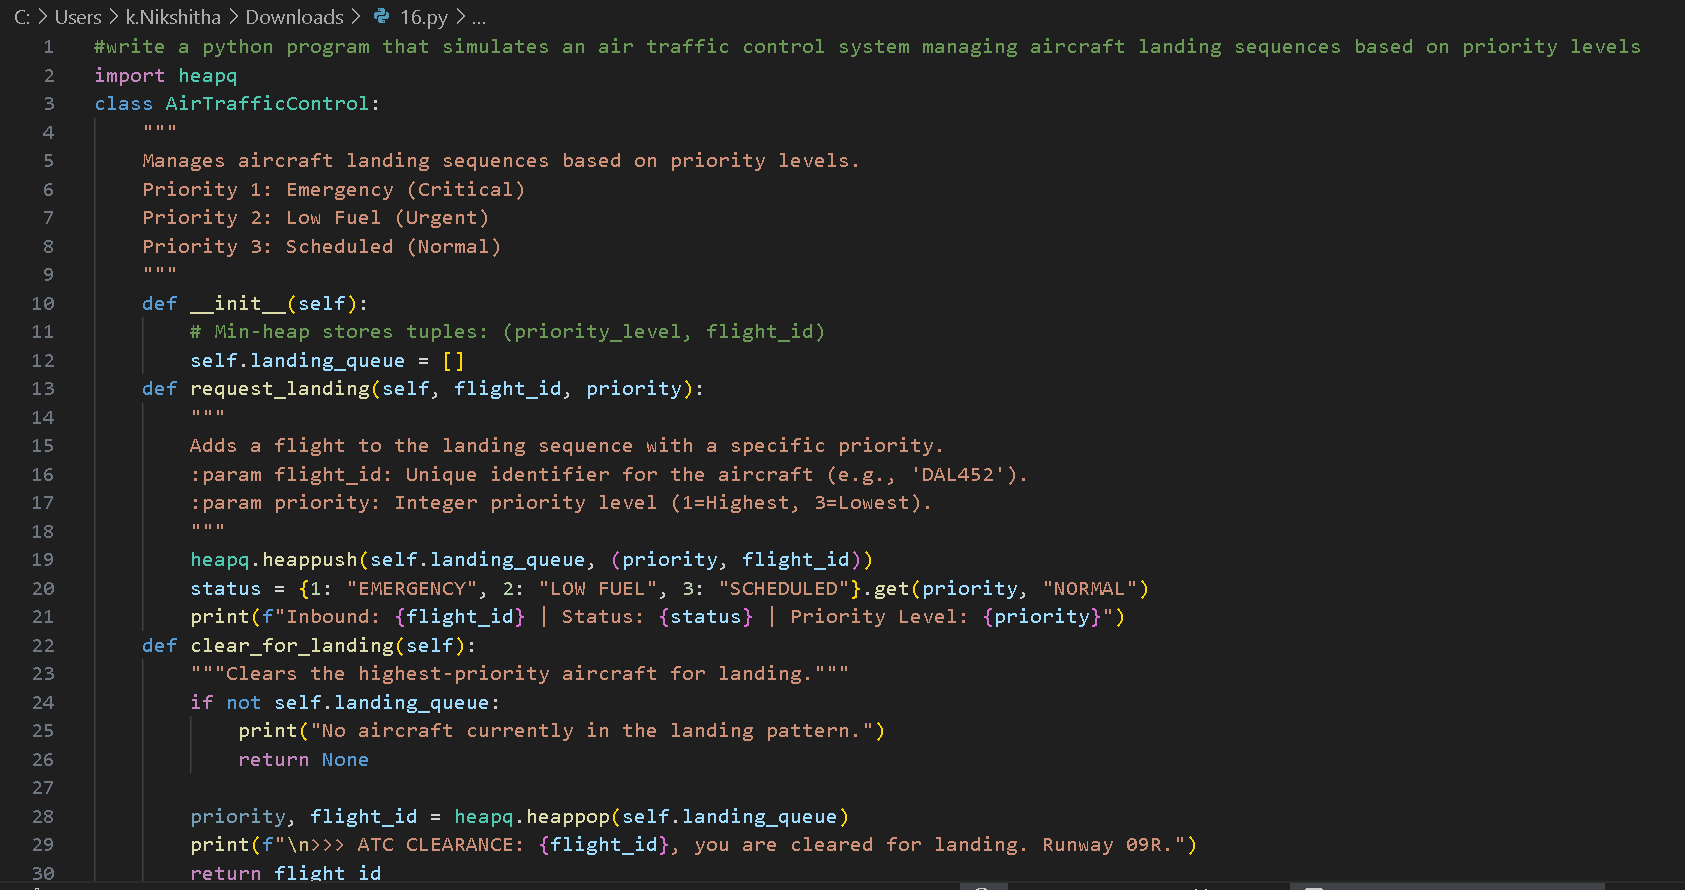 C: > Users > k.Nikshitha > Downloads > 16.py > ...
1 #write a python program that simulates an air traffic control system managing aircraft landing sequences based on priority levels
2 import heapq
3 class AirTrafficControl:
4     """
5     Manages aircraft landing sequences based on priority levels.
6     Priority 1: Emergency (Critical)
7     Priority 2: Low Fuel (Urgent)
8     Priority 3: Scheduled (Normal)
9     """
10     def __init__(self):
11         # Min-heap stores tuples: (priority_level, flight_id)
12         self.landing_queue = []
13     def request_landing(self, flight_id, priority):
14         """
15         Adds a flight to the landing sequence with a specific priority.
16         :param flight_id: Unique identifier for the aircraft (e.g., 'DAL452').
17         :param priority: Integer priority level (1=Highest, 3=Lowest).
18         """
19         heapq.heappush(self.landing_queue, (priority, flight_id))
20         status = {1: "EMERGENCY", 2: "LOW FUEL", 3: "SCHEDULED"}.get(priority, "NORMAL")
21         print(f"Inbound: {flight_id} | Status: {status} | Priority Level: {priority}")
22     def clear_for_landing(self):
23         """Clears the highest-priority aircraft for landing."""
24         if not self.landing_queue:
25             print("No aircraft currently in the landing pattern.")
26             return None
27
28         priority, flight_id = heapq.heappop(self.landing_queue)
29         print(f"\n>>> ATC CLEARANCE: {flight_id}, you are cleared for landing. Runway 09R.")
30         return flight_id